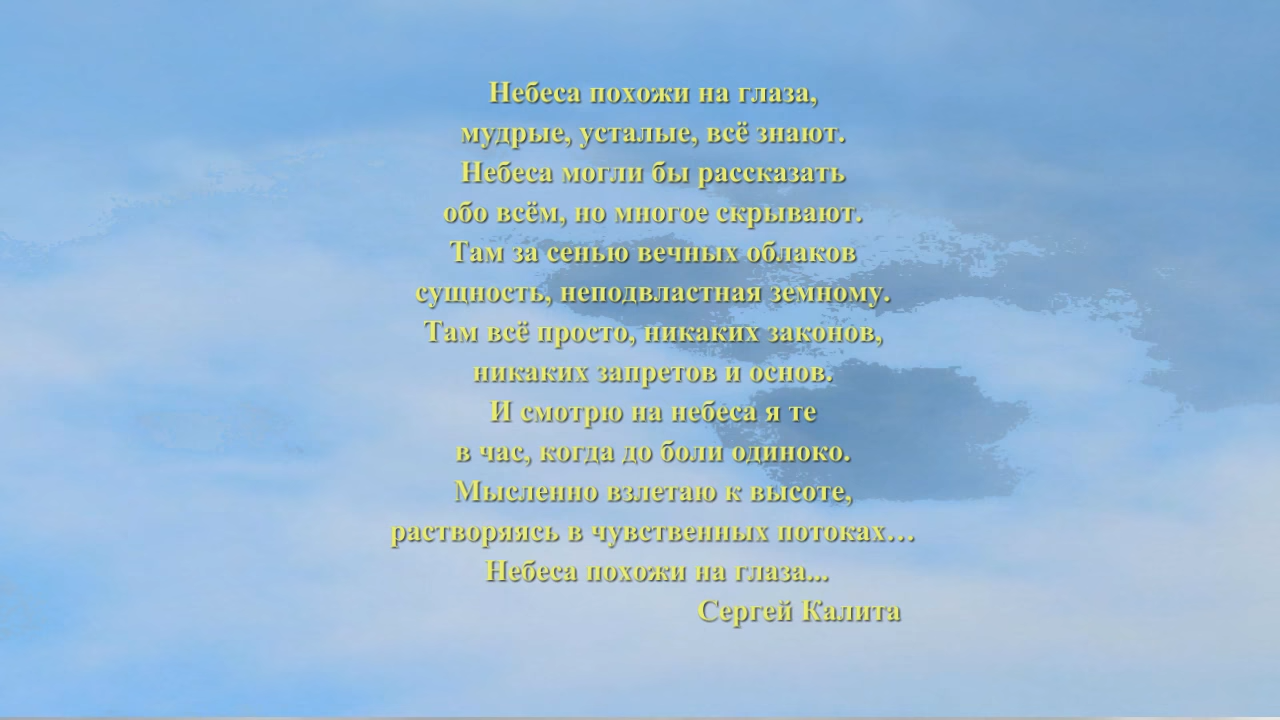 Небеса похожи на глаза,
мудрые, усталые, всё знают.
Небеса могли бы рассказать
обо всём, но многое скрывают.
Там за сенью вечных облаков
сущность, неподвластная земному.
Там всё просто, никаких законов,
никаких запретов и основ.
И смотрю на небеса я те
в час, когда до боли одиноко.
Мысленно взлетаю к высоте,
растворяясь в чувственных потоках…
Небеса похожи на глаза...
Сергей Калита